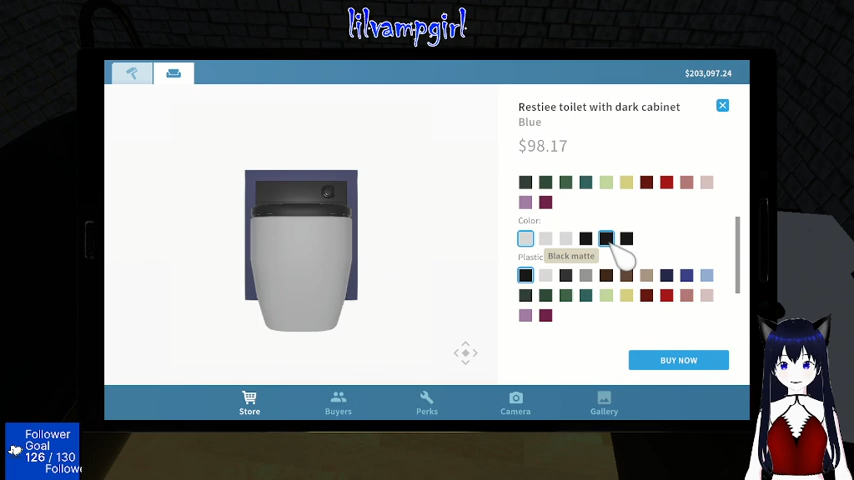 lilvampgirl
$203,097.24
Restiee toilet with dark cabinet
Blue
$98.17
Color:
Black matte
Plastic
BUY NOW
Store
Buyers
Perks
Camera
Gallery
Follower
Goal
126 / 130
Followe